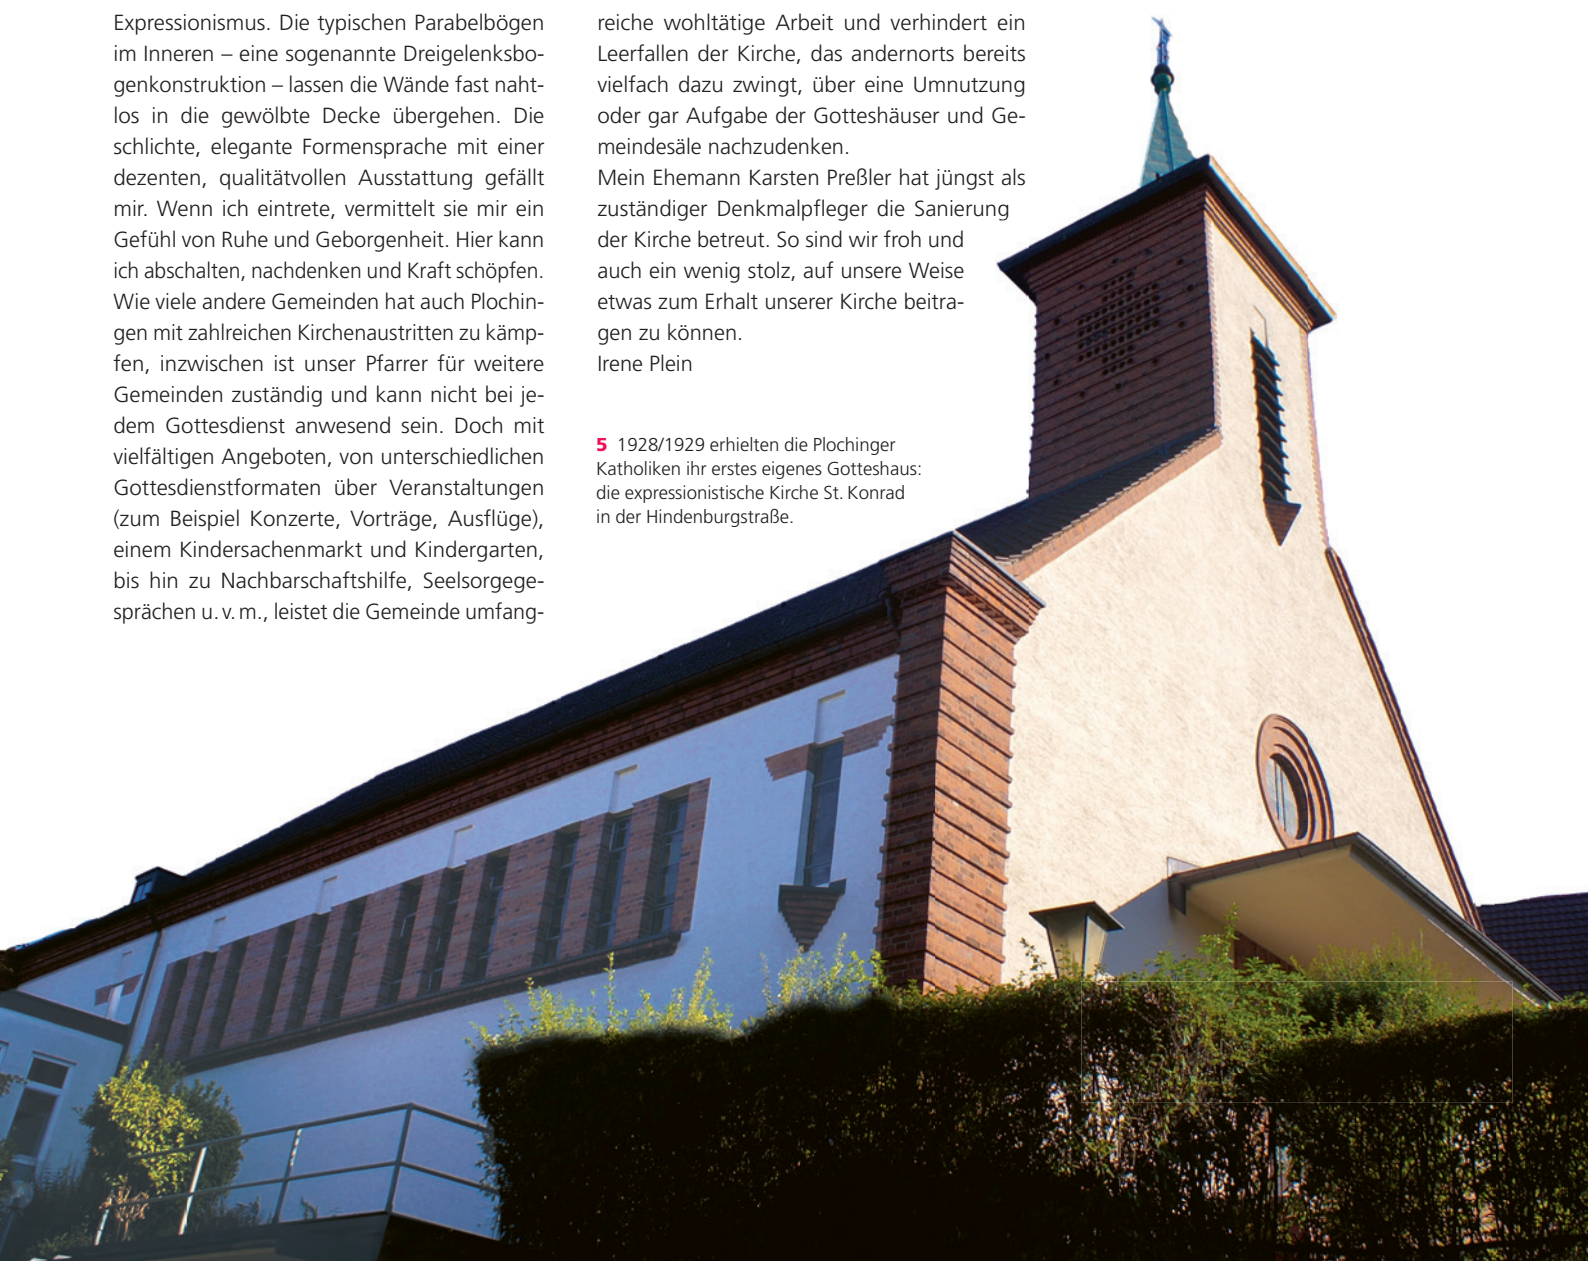 Expressionismus. Die typischen Parabelbögen
im Inneren – eine sogenannte Dreigelenksbo-
genkonstruktion – lassen die Wände fast naht-
los in die gewölbte Decke übergehen. Die
schlichte, elegante Formensprache mit einer
dezenten, qualitätvollen Ausstattung gefällt
mir. Wenn ich eintrete, vermittelt sie mir ein
Gefühl von Ruhe und Geborgenheit. Hier kann
ich abschalten, nachdenken und Kraft schöpfen.
Wie viele andere Gemeinden hat auch Plochin-
gen mit zahlreichen Kirchenaustritten zu kämp-
fen, inzwischen ist unser Pfarrer für weitere
Gemeinden zuständig und kann nicht bei je-
dem Gottesdienst anwesend sein. Doch mit
vielfältigen Angeboten, von unterschiedlichen
Gottesdienstformaten über Veranstaltungen
(zum Beispiel Konzerte, Vorträge, Ausflüge),
einem Kindersachenmarkt und Kindergarten,
bis hin zu Nachbarschaftshilfe, Seelsorgege-
sprächen u. v. m., leistet die Gemeinde umfang-
reiche wohltätige Arbeit und verhindert ein
Leerfallen der Kirche, das andernorts bereits
vielfach dazu zwingt, über eine Umnutzung
oder gar Aufgabe der Gotteshäuser und Ge-
meindesäle nachzudenken.
Mein Ehemann Karsten Preßler hat jüngst als
zuständiger Denkmalpfleger die Sanierung
der Kirche betreut. So sind wir froh und
auch ein wenig stolz, auf unsere Weise
etwas zum Erhalt unserer Kirche beitra-
gen zu können.
Irene Plein
5 1928/1929 erhielten die Plochinger
Katholiken ihr erstes eigenes Gotteshaus:
die expressionistische Kirche St. Konrad
in der Hindenburgstraße.